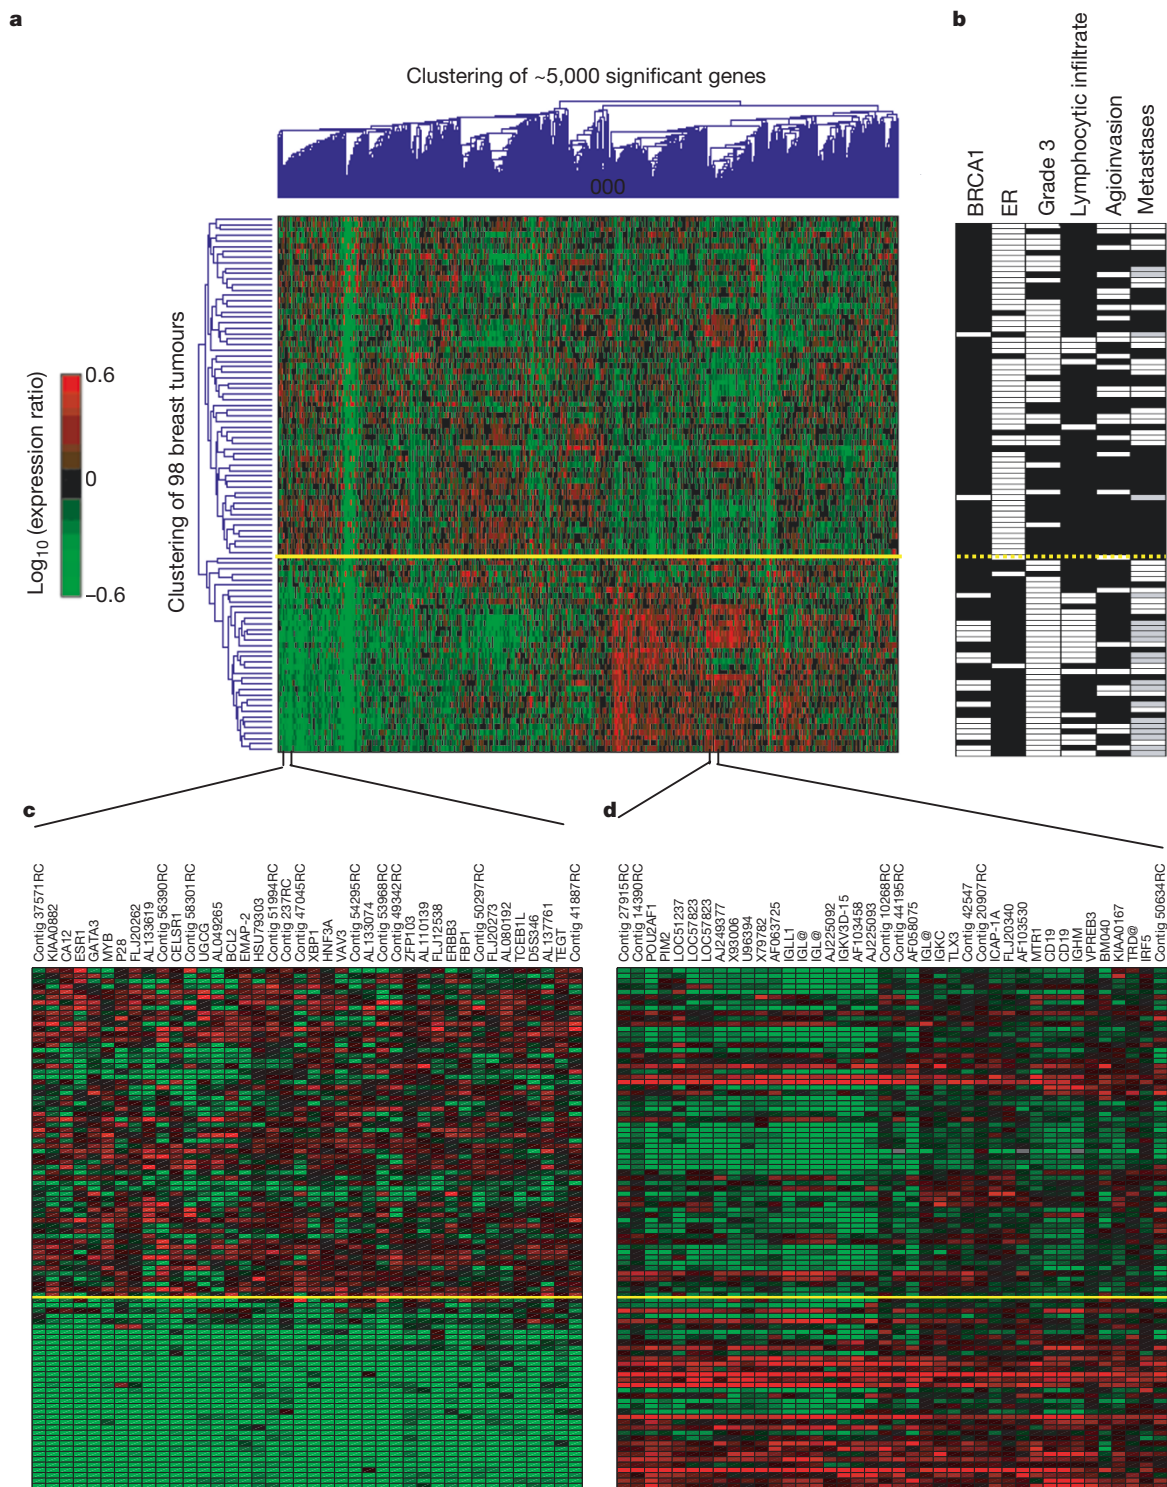 a
b
Clustering of ~5,000 significant genes
000
BRCA1
ER
Grade 3
Lymphocytic infiltrate
Agioinvasion
Metastases
Clustering of 98 breast tumours
Log10 (expression ratio)
0.6
0
–0.6
c
d
Contig 37571RC
KIAA0882
CA12
ESR1
GATA3
MYB
P28
FLJ20262
AL133619
Contig 56390RC
CELSR1
Contig 58301RC
UGCG
AL049265
BCL2
EMAP-2
HSU79303
Contig 51994RC
Contig 237RC
Contig 47045RC
XBP1
HNF3A
VAV3
Contig 54295RC
AL133074
Contig 53968RC
Contig 49342RC
ZFP103
AL110139
FLJ12538
ERBB3
FBP1
Contig 50297RC
FLJ20273
AL080192
TCEB1L
DSS346
AL137761
TEGT
Contig 41887RC
Contig 27915RC
Contig 14390RC
POU2AF1
PIM2
LOC51237
LOC57823
LOC57823
AJ249377
X93006
U96394
X79782
AF063725
IGLL1
IGL@
IGL@
AJ225092
IGKV3D-15
AF103458
AJ225093
Contig 10268RC
Contig 44195RC
AF058075
IGL@
IGKC
TLX3
Contig 42547
Contig 20907RC
ICAP-1A
FLJ20340
AF103530
MTR1
CD19
CD19
IGHM
VPREB3
BM040
KIAA0167
TRD@
IRF5
Contig 50634RC